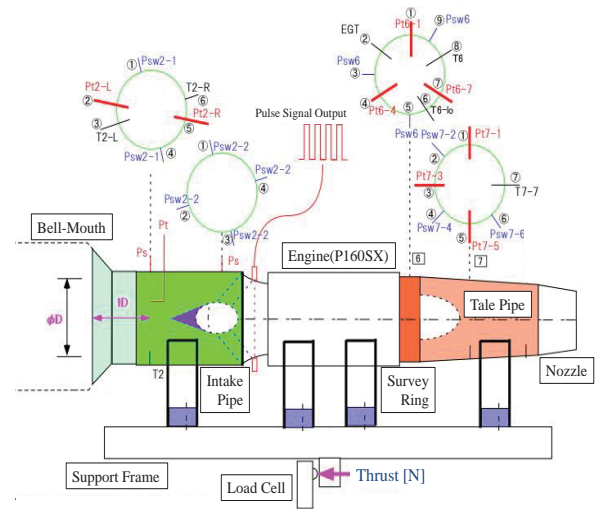 ①
Psw2-1
Pt2-L
②
T2-R
⑥
Pt2-R
⑤
③
T2-L
Psw2-1
④
①
Psw2-2
Psw2-2
④
Psw2-2
②
③
Psw2-2
Pulse Signal Output
①
Pt6-1
⑨
Psw6
EGT
②
⑧
T6
Psw6
③
⑦
Pt6-7
④
Pt6-4
⑥
T6-lo
⑤
Psw6
Psw7-2
①
Pt7-1
②
Pt7-3
③
⑦
T7-7
④
Psw7-4
⑥
Psw7-6
⑤
Pt7-5
6
7
Bell-Mouth
Pt
Ps
Ps
Engine(P160SX)
Tale Pipe
1D
φD
T2
Intake
Pipe
Survey
Ring
Nozzle
Support Frame
Load Cell
Thrust [N]